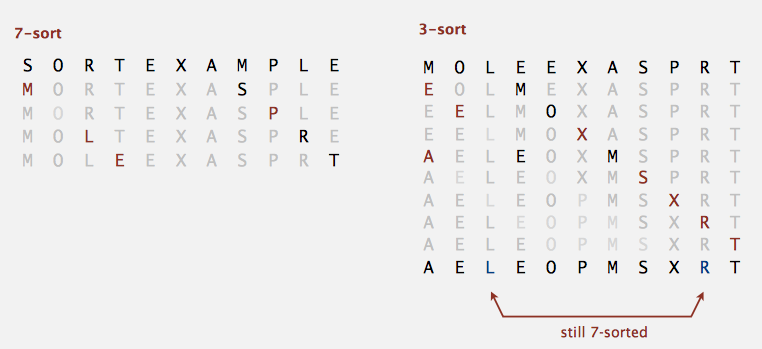 7-sort
S O R T E X A M P L E
M O R T E X A S P L E
M O R T E X A S P L E
M O L T E X A S P R E
M O L E E X A S P R T
3-sort
M O L E E X A S P R T
E O L M E X A S P R T
E E L M O X A S P R T
E E L M O X A S P R T
A E L E O X M S P R T
A E L E O X M S P R T
A E L E O P M S X R T
A E L E O P M S X R T
A E L E O P M S X R T
A E L E O P M S X R T
still 7-sorted